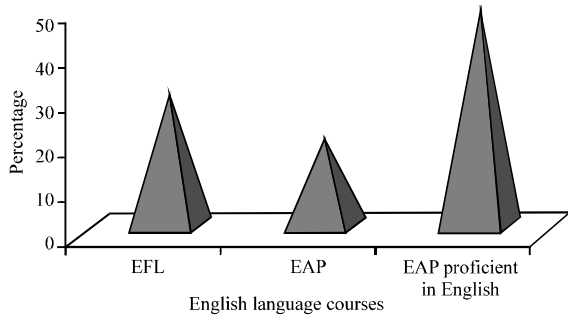 Percentage
50
40
30
20
10
0
EFL
EAP
EAP proficient
in English
English language courses